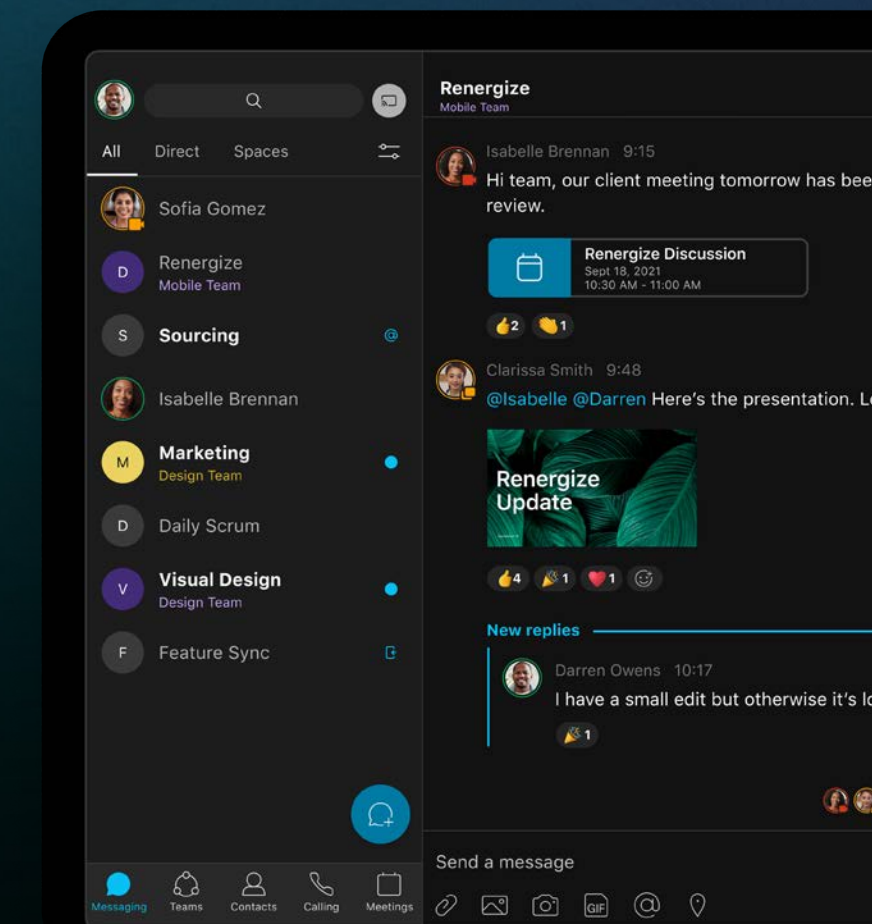 All Direct Spaces
Sofia Gomez
D
Renergize
Mobile Team
S
Sourcing
@
Isabelle Brennan
M
Marketing
Design Team
D
Daily Scrum
V
Visual Design
Design Team
F
Feature Sync
Messaging Teams Contacts Calling Meetings
Renergize
Mobile Team
Isabelle Brennan 9:15
Hi team, our client meeting tomorrow has bee
review.
Renergize Discussion
Sept 18, 2021
10:30 AM - 11:00 AM
2 1
Clarissa Smith 9:48
@Isabelle @Darren Here's the presentation.
Renergize
Update
4 1 1
New replies
Darren Owens 10:17
I have a small edit but otherwise it's
1
Send a message
GIF @